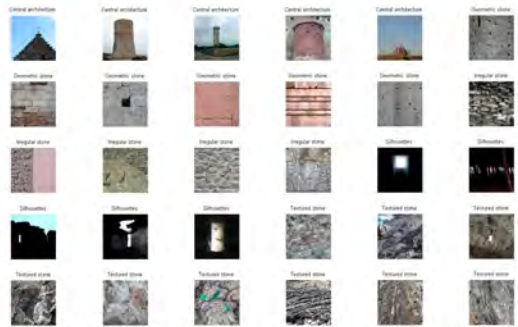 Central architecture Central architecture Central architecture Central architecture Central architecture Geometric stone
Geometric stone Geometric stone Geometric stone Geometric stone Geometric stone Irregular stone
Irregular stone Irregular stone Irregular stone Irregular stone Silhouettes Silhouettes
Silhouettes Silhouettes Silhouettes Textured stone Textured stone Textured stone
Textured stone Textured stone Textured stone Textured stone Textured stone Textured stone